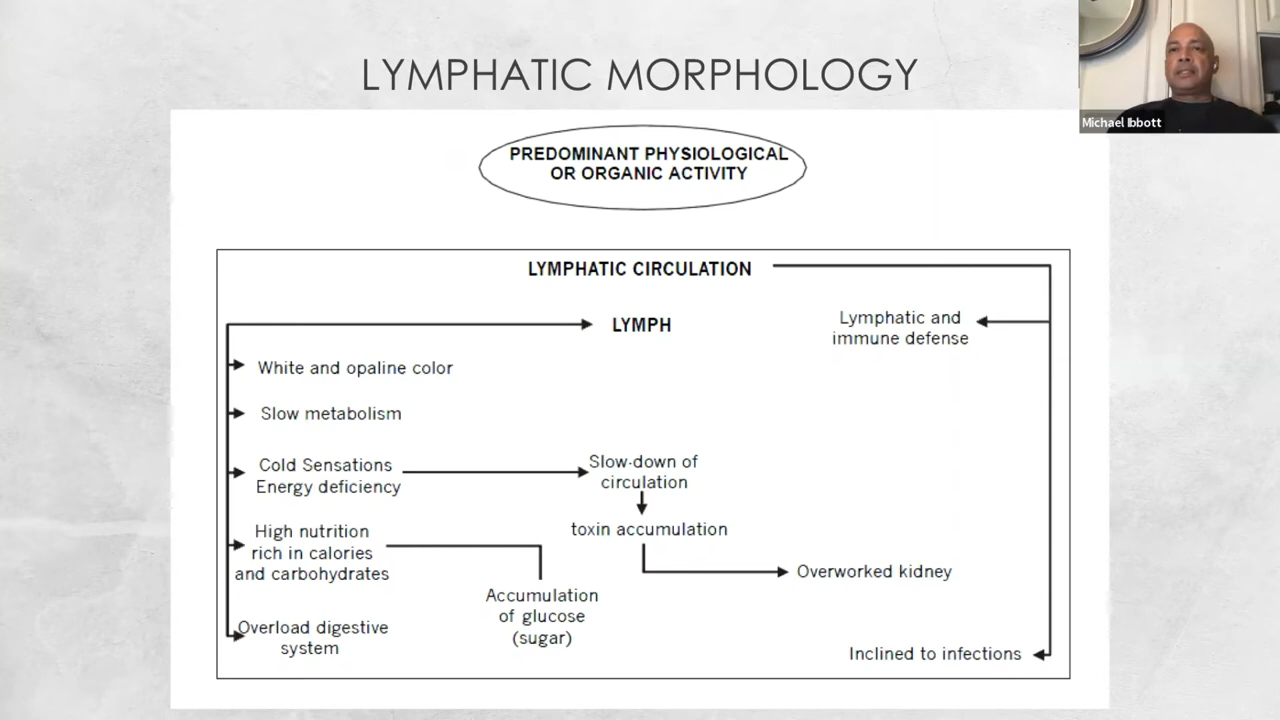 LYMPHATIC MORPHOLOGY
Michael Ibbott
PREDOMINANT PHYSIOLOGICAL
OR ORGANIC ACTIVITY
LYMPHATIC CIRCULATION
LYMPH
Lymphatic and
immune defense
White and opaline color
Slow metabolism
Cold Sensations
Energy deficiency
Slow-down of
circulation
toxin accumulation
High nutrition
rich in calories
and carbohydrates
Overworked kidney
Accumulation
of glucose
(sugar)
Overload digestive
system
Inclined to infections